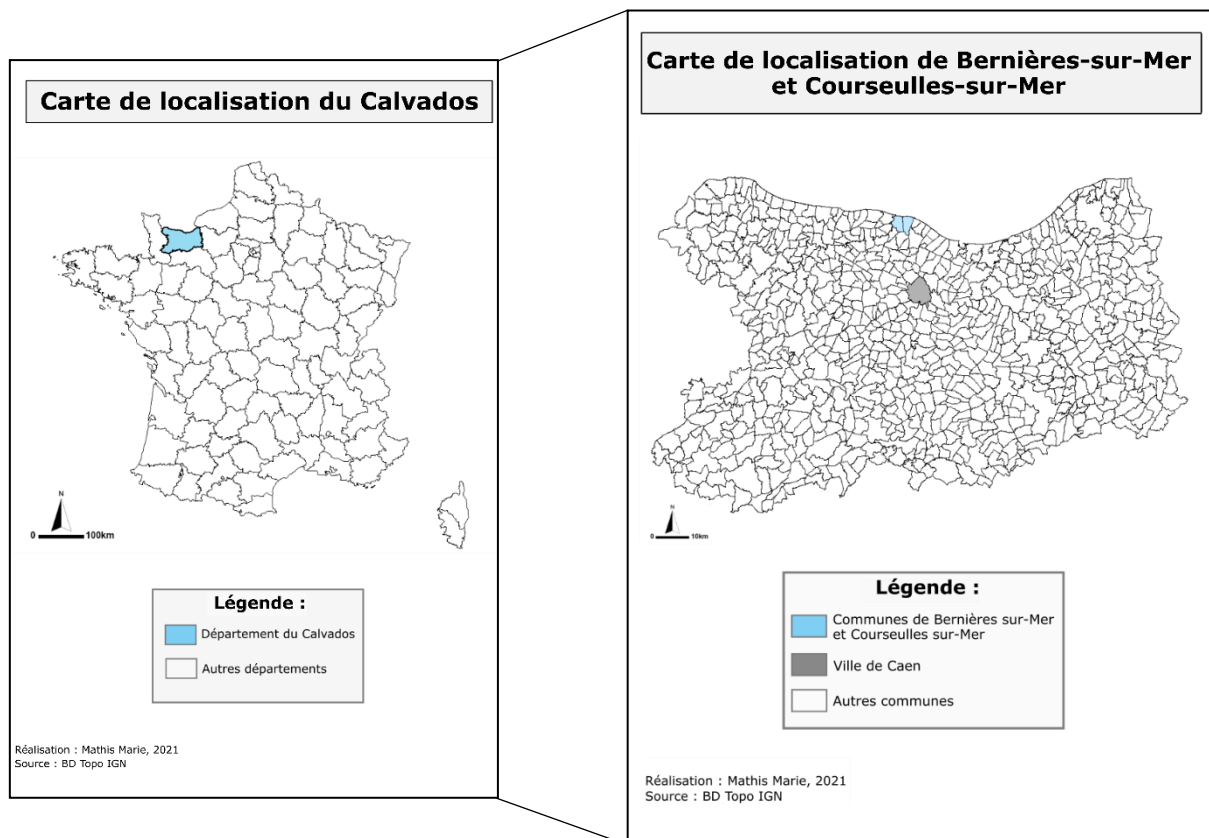 Carte de localisation du Calvados
N
0 100km
Légende :
Département du Calvados
Autres départements
Réalisation : Mathis Marie, 2021
Source : BD Topo IGN
Carte de localisation de Bernières-sur-Mer
et Courseulles-sur-Mer
N
0 10km
Légende :
Communes de Bernières sur-Mer
et Courseulles sur-Mer
Ville de Caen
Autres communes
Réalisation : Mathis Marie, 2021
Source : BD Topo IGN